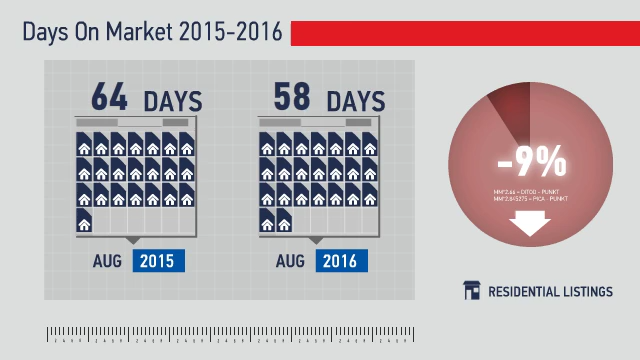 Days On Market 2015-2016
64 DAYS
58 DAYS
AUG 2015
AUG 2016
-9%
RESIDENTIAL LISTINGS